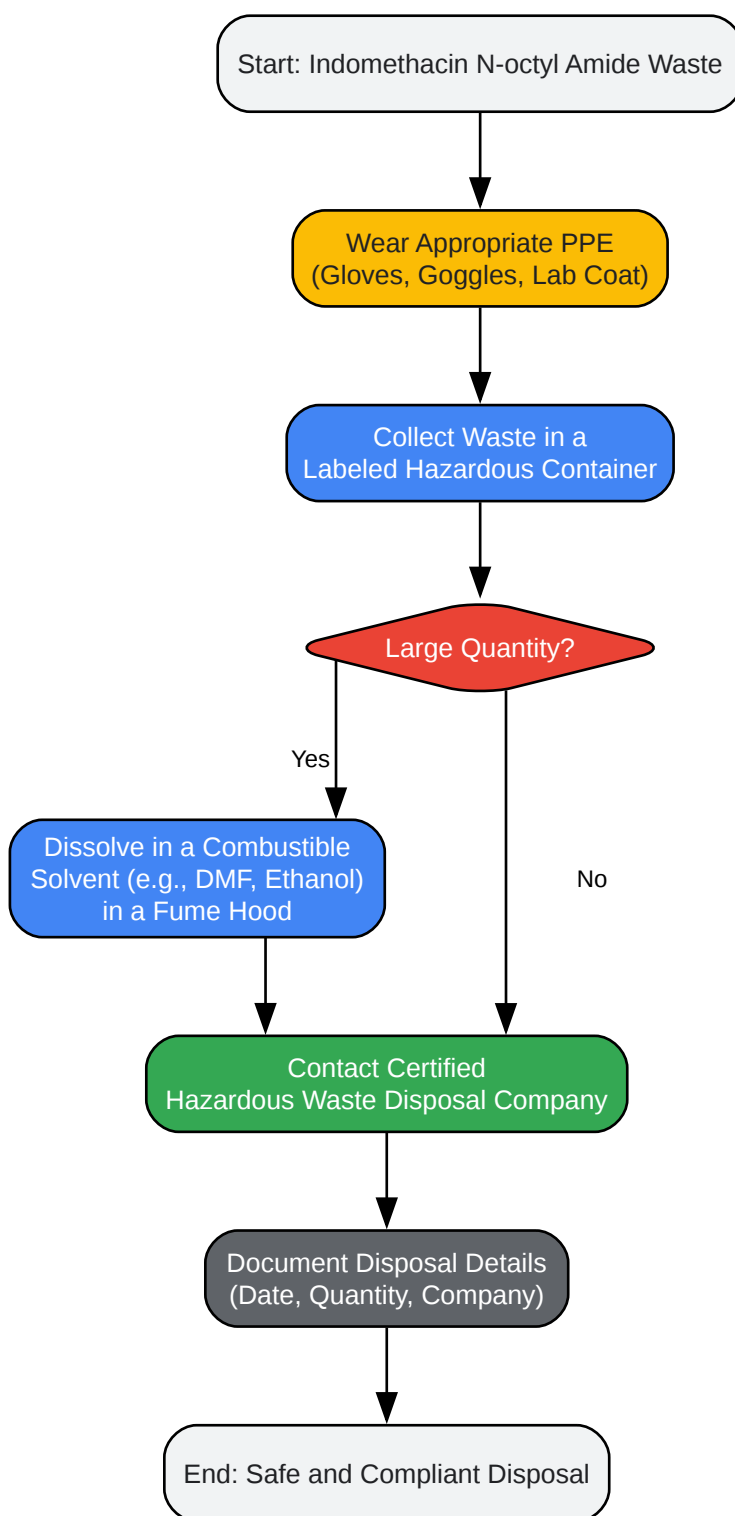 Start: Indomethacin N-octyl Amide Waste
Wear Appropriate PPE
(Gloves, Goggles, Lab Coat)
Collect Waste in a
Labeled Hazardous Container
Large Quantity?
Yes
Dissolve in a Combustible
Solvent (e.g., DMF, Ethanol)
in a Fume Hood
No
Contact Certified
Hazardous Waste Disposal Company
Document Disposal Details
(Date, Quantity, Company)
End: Safe and Compliant Disposal